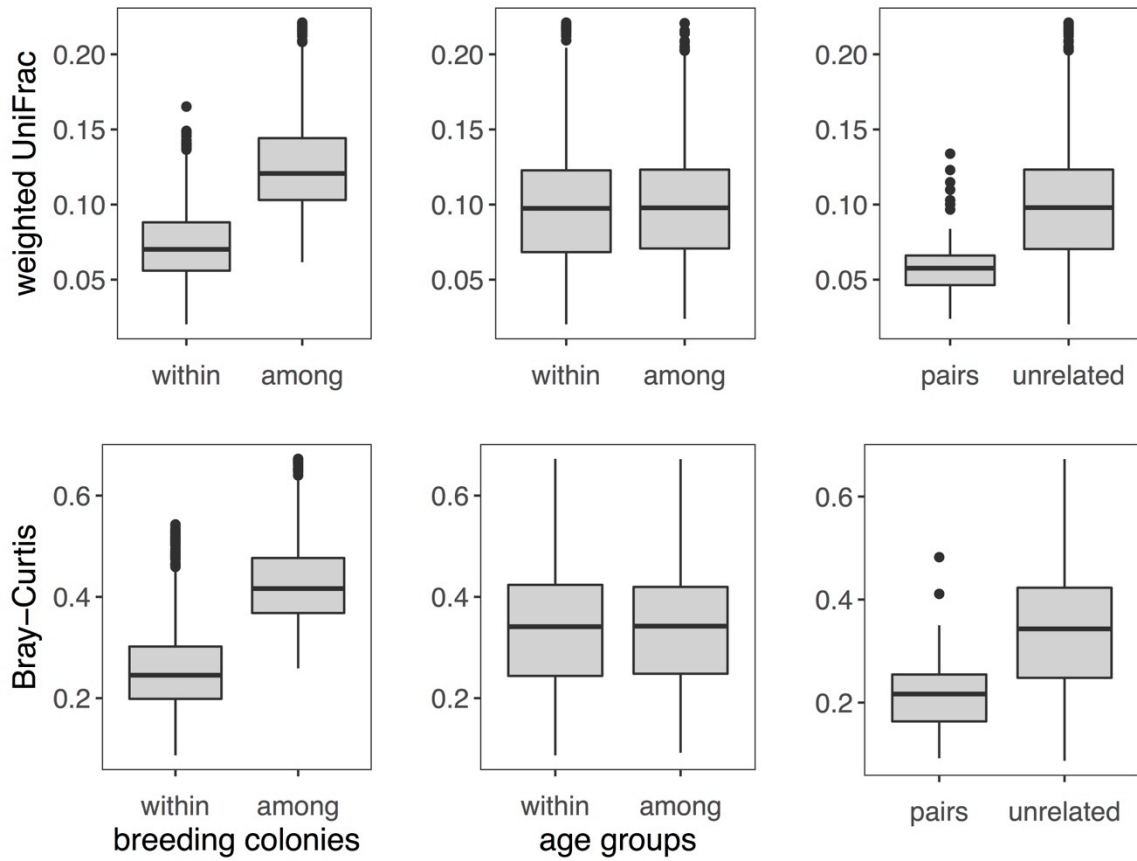 weighted UniFrac
0.20
0.15
0.10
0.05
within among
0.20
0.15
0.10
0.05
within among
0.20
0.15
0.10
0.05
pairs unrelated
Bray–Curtis
0.6
0.4
0.2
within among
breeding colonies
0.6
0.4
0.2
within among
age groups
0.6
0.4
0.2
pairs unrelated